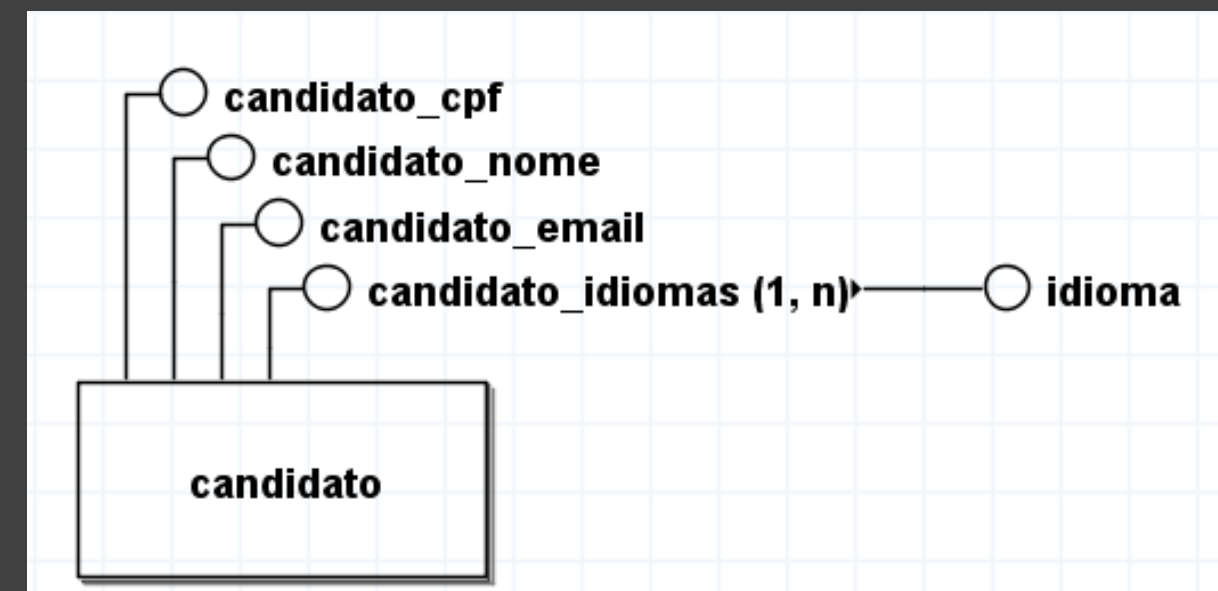 candidato_cpf
candidato_nome
candidato_email
candidato_idiomas (1, n) idioma
candidato